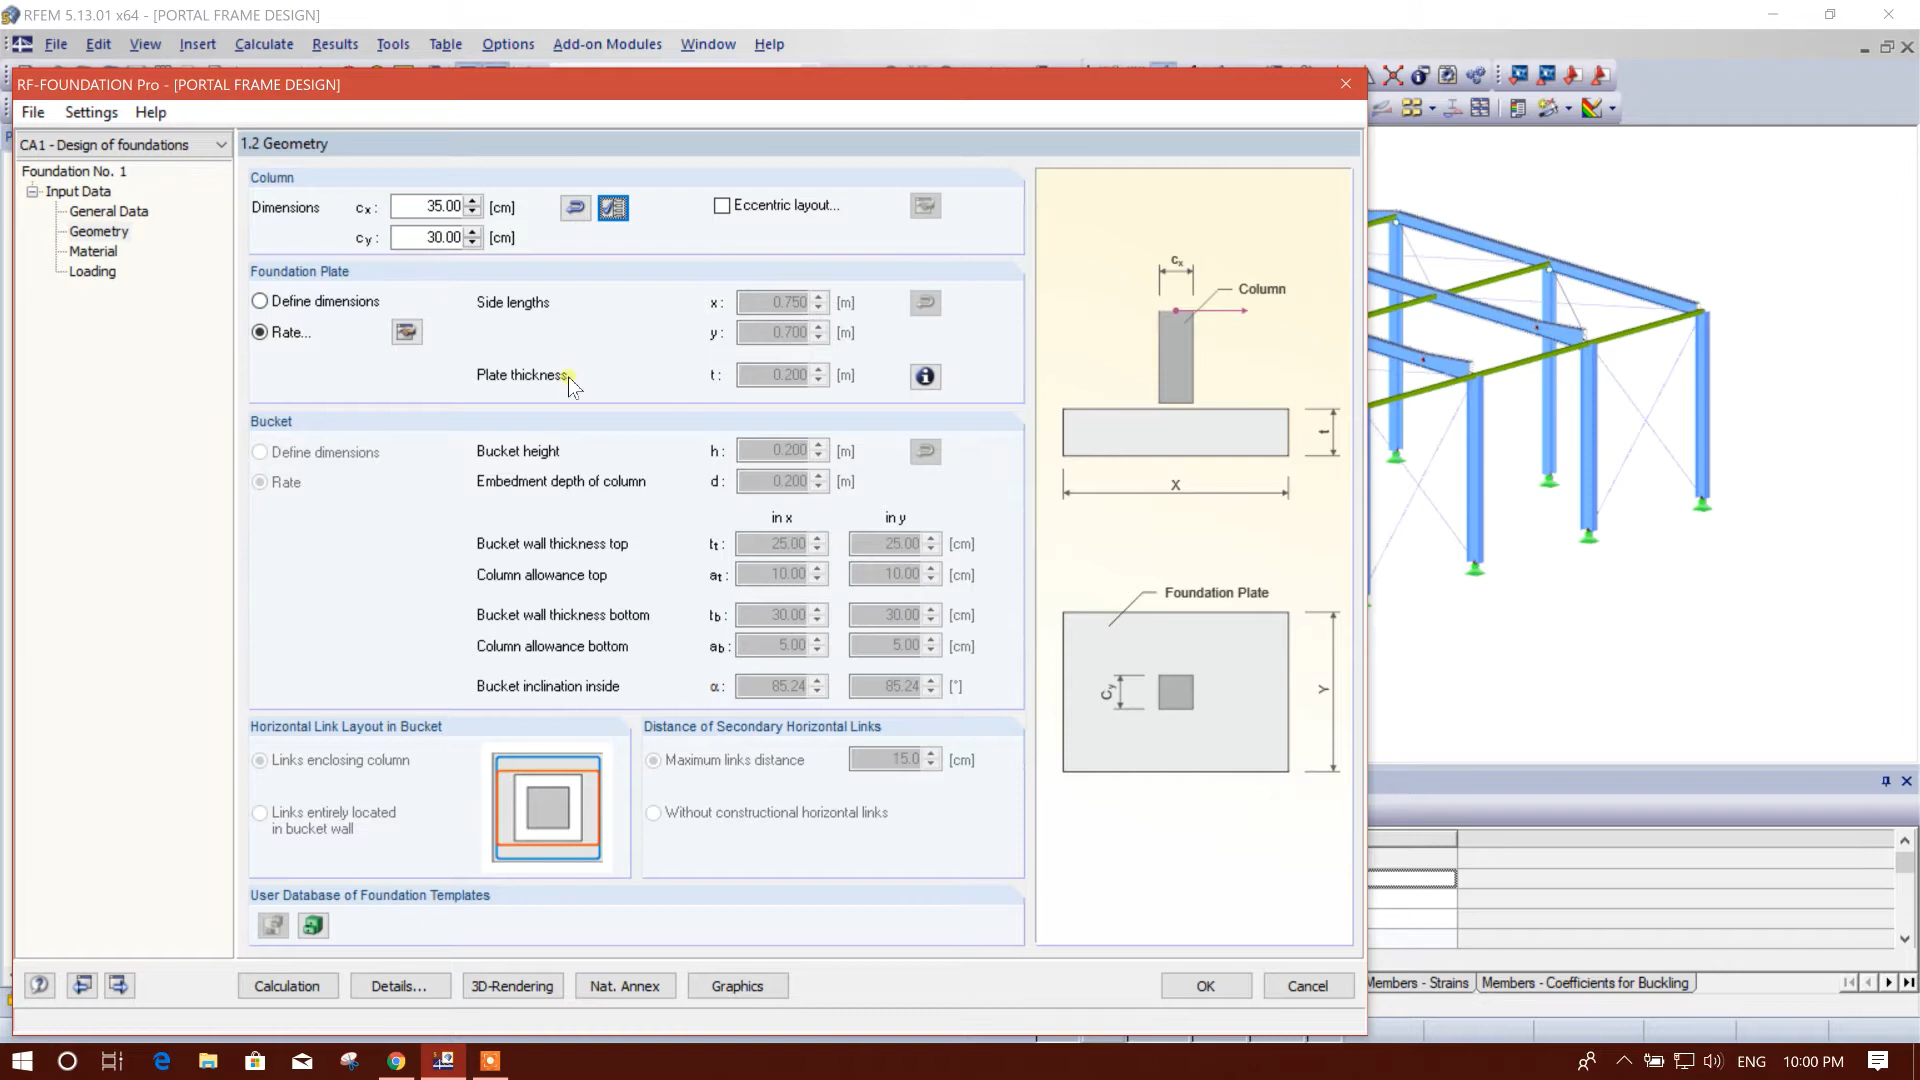 RFEM 5.13.01 x64 - [PORTAL FRAME DESIGN]
File Edit View Insert Calculate Results Tools Table Options Add-on Modules Window Help
RF-FOUNDATION Pro - [PORTAL FRAME DESIGN]
File Settings Help
CA1 - Design of foundations
Foundation No. 1
Input Data
General Data
Geometry
Material
Loading
1.2 Geometry
Column
Dimensions cx : 35.00 [cm] Eccentric layout...
cy : 30.00 [cm]
Foundation Plate
Define dimensions Side lengths x : 0.750 [m]
Rate... y : 0.700 [m]
Plate thickness t : 0.200 [m]
Bucket
Define dimensions Bucket height h : 0.200 [m]
Rate Embedment depth of column d : 0.200 [m]
in x in y
Bucket wall thickness top tt : 25.00 25.00 [cm]
Column allowance top at : 10.00 10.00 [cm]
Bucket wall thickness bottom tb : 30.00 30.00 [cm]
Column allowance bottom ab : 5.00 5.00 [cm]
Bucket inclination inside α : 85.24 85.24 [°]
Horizontal Link Layout in Bucket
Links enclosing column
Links entirely located
in bucket wall
Distance of Secondary Horizontal Links
Maximum links distance 15.0 [cm]
Without constructional horizontal links
User Database of Foundation Templates
cx
Column
t
X
Foundation Plate
Cy
Y
Calculation Details... 3D-Rendering Nat. Annex Graphics OK Cancel
Members - Strains Members - Coefficients for Buckling
ENG 10:00 PM